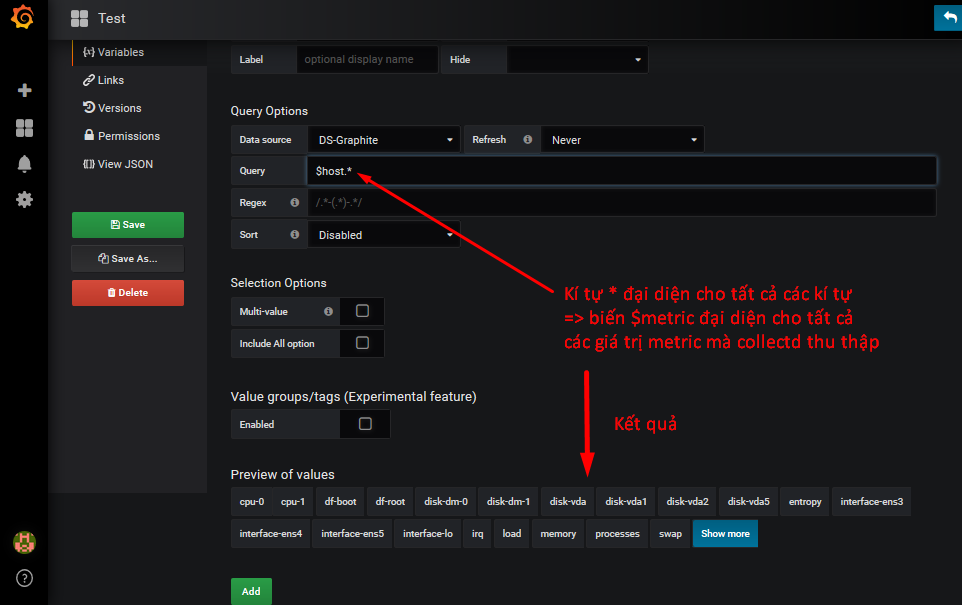 Test
Variables
Links
Versions
Permissions
View JSON
Save
Save As...
Delete
Label optional display name Hide
Query Options
Data source DS-Graphite Refresh Never
Query $host.*
Regex /.*-(.*)-.*/
Sort Disabled
Selection Options
Multi-value
Include All option
Kí tự * đại diện cho tất cả các kí tự
=> biến $metric đại diện cho tất cả
các giá trị metric mà collectd thu thập
Value groups/tags (Experimental feature)
Enabled
Kết quả
Preview of values
cpu-0 cpu-1 df-boot df-root disk-dm-0 disk-dm-1 disk-vda disk-vda1 disk-vda2 disk-vda5 entropy interface-ens3
interface-ens4 interface-ens5 interface-lo irq load memory processes swap Show more
Add